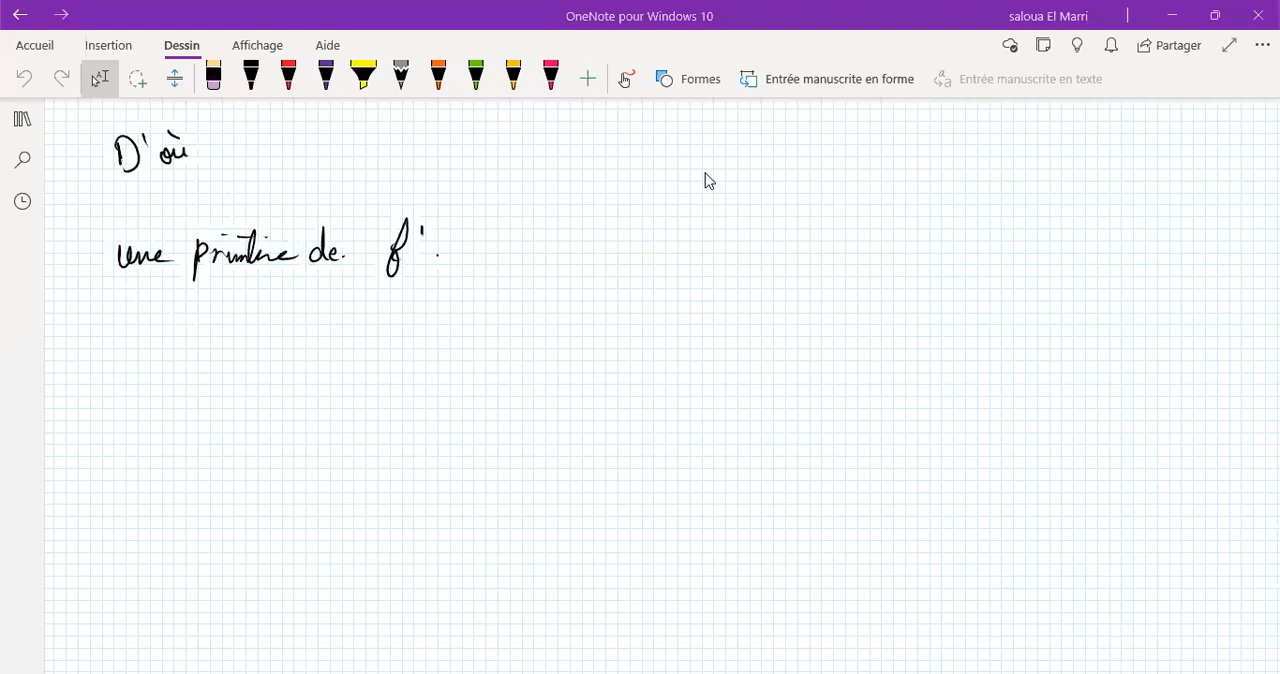 OneNote pour Windows 10
saloua El Marri
Accueil Insertion Dessin Affichage Aide
Partager
Formes Entrée manuscrite en forme Entrée manuscrite en texte
D'où
une primitive de f'.